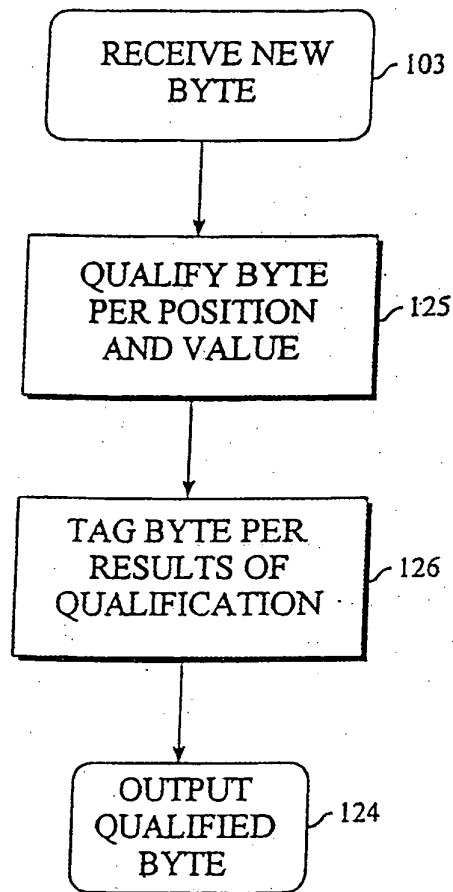 RECEIVE NEW
BYTE
103
QUALIFY BYTE
PER POSITION
AND VALUE
125
TAG BYTE PER
RESULTS OF
QUALIFICATION
126
OUTPUT
QUALIFIED
BYTE
124